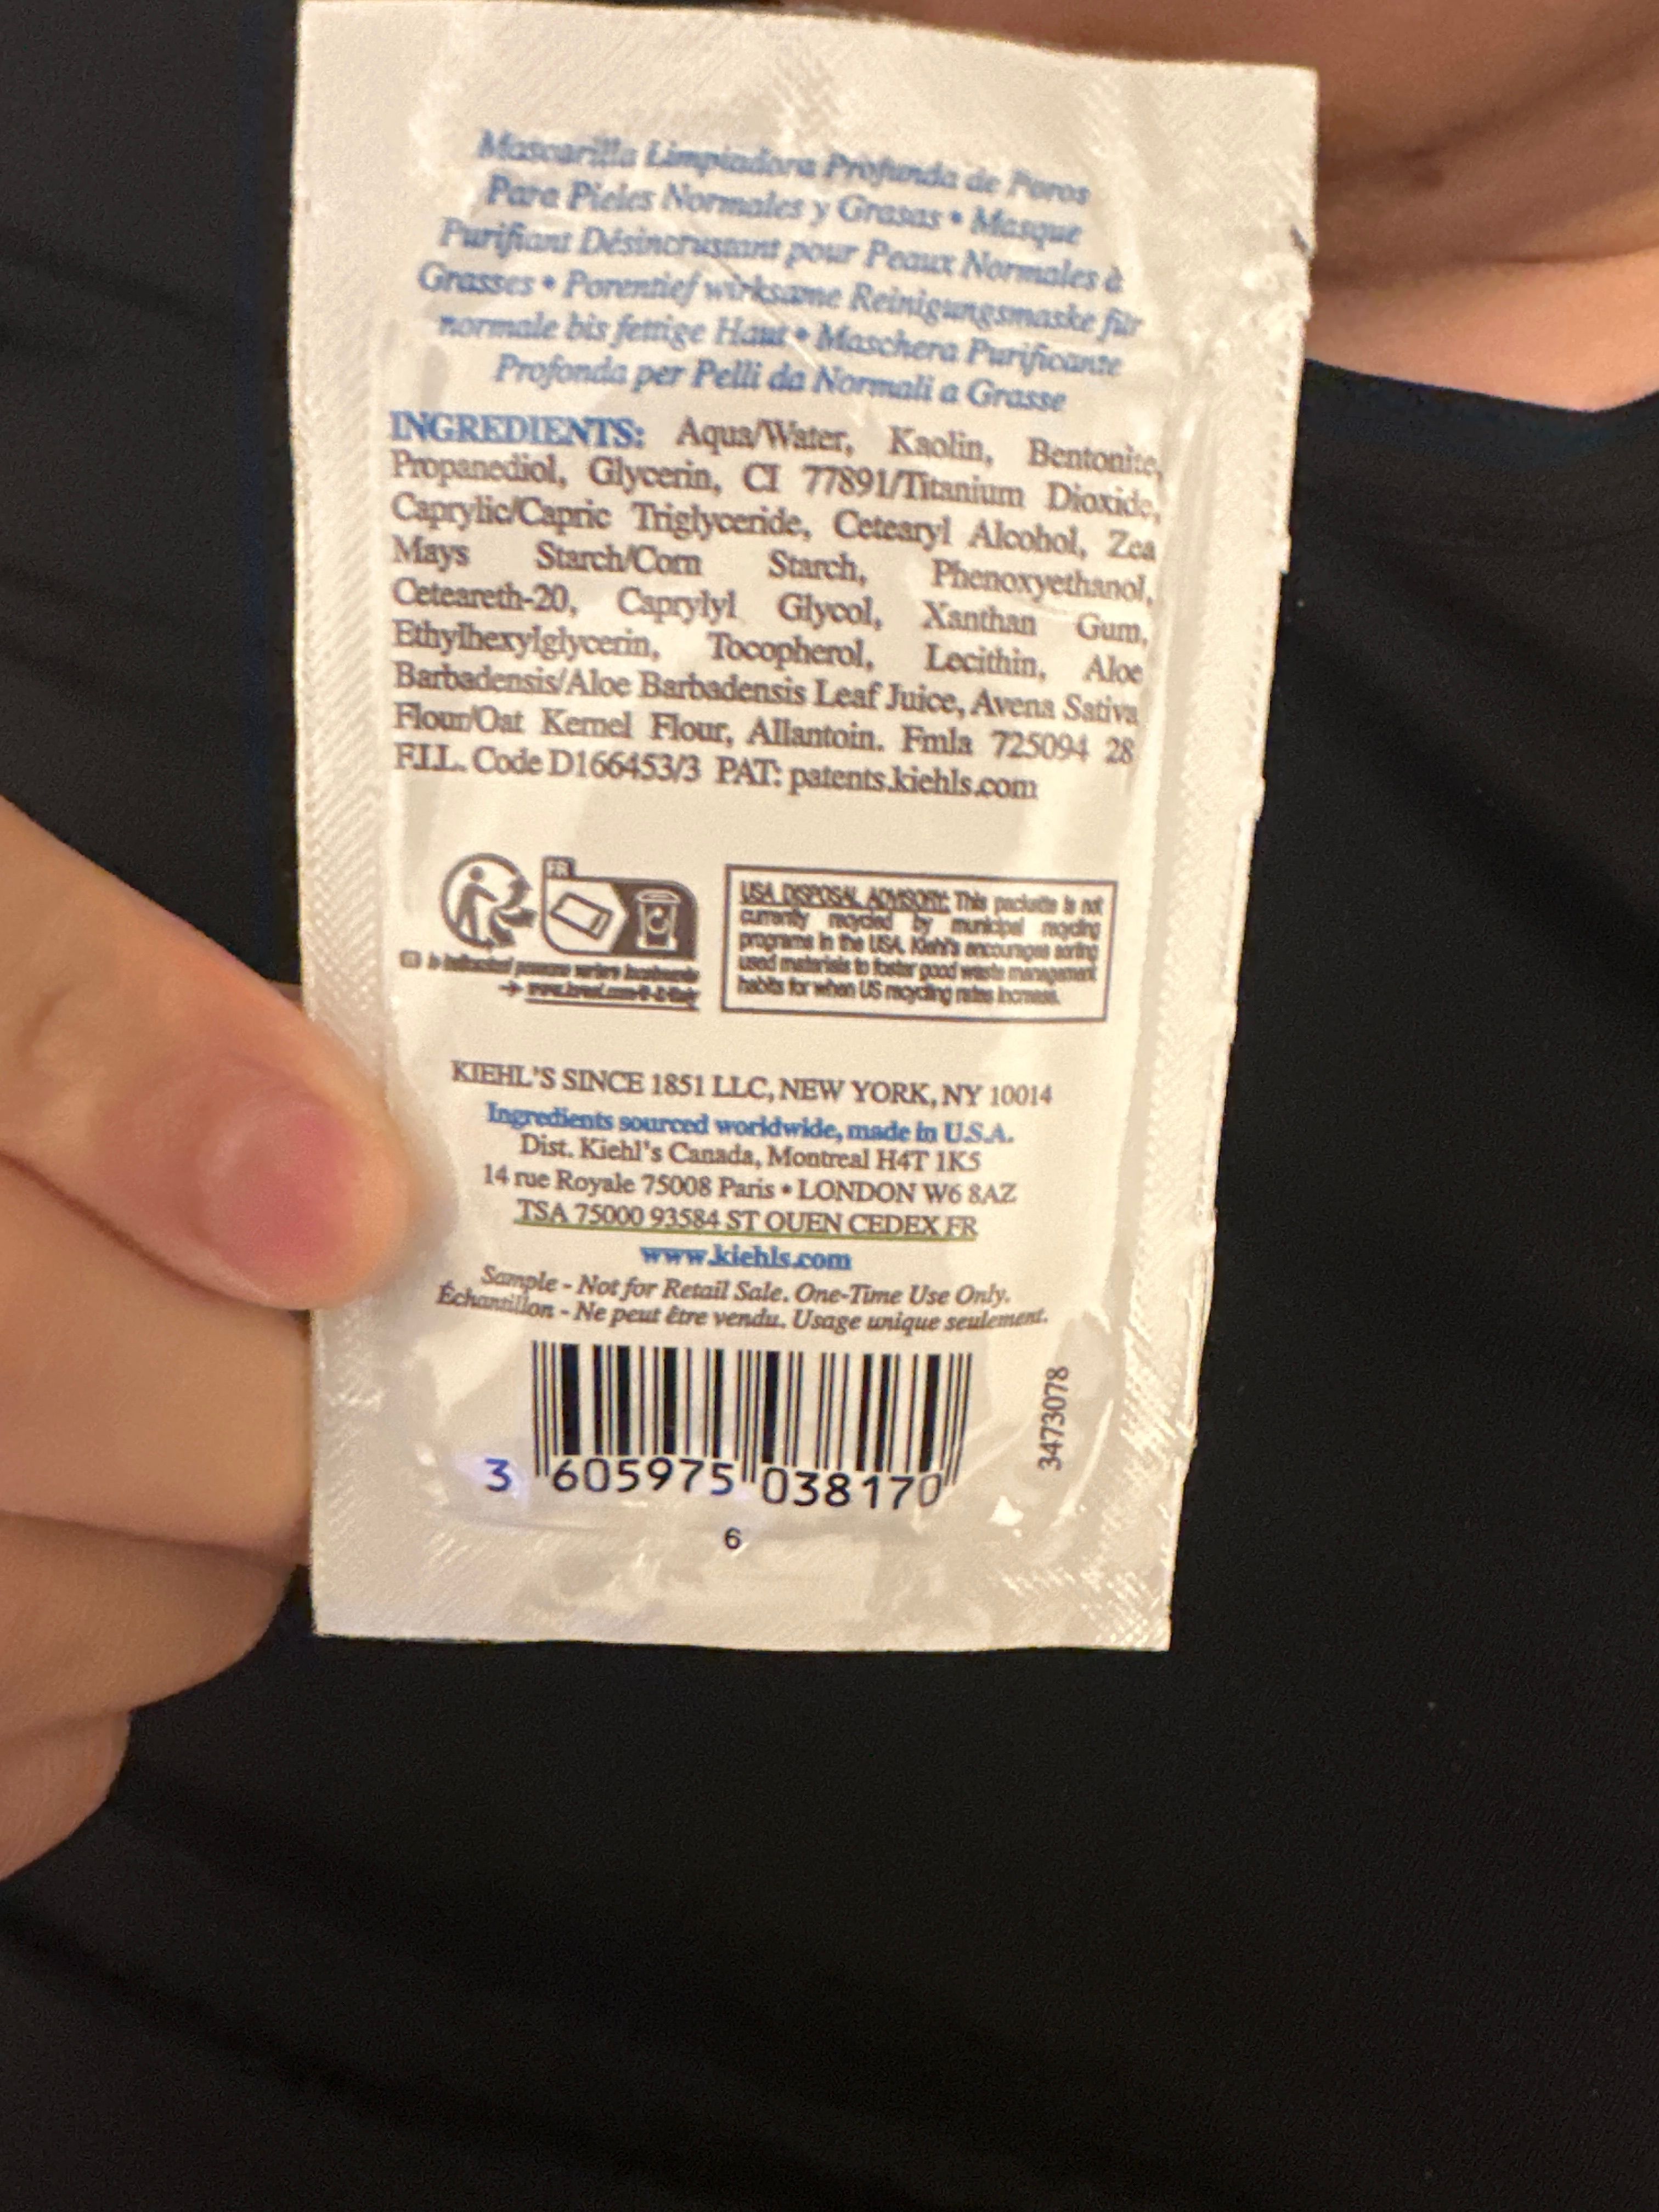 Mascarilla Limpiadora Profunda de Poros
Para Pieles Normales y Grasas • Masque
Purifiant Désincrustant pour Peaux Normales à
Grasses • Porentief wirksame Reinigungsmaske für
normale bis fettige Haut • Maschera Purificante
Profonda per Pelli da Normali a Grasse
INGREDIENTS: Aqua/Water, Kaolin, Bentonite,
Propanediol, Glycerin, CI 77891/Titanium Dioxide,
Caprylic/Capric Triglyceride, Cetearyl Alcohol, Zea
Mays Starch/Corn Starch, Phenoxyethanol,
Ceteareth-20, Caprylyl Glycol, Xanthan Gum,
Ethylhexylglycerin, Tocopherol, Lecithin, Aloe
Barbadensis/Aloe Barbadensis Leaf Juice, Avena Sativa
Flour/Oat Kernel Flour, Allantoin. Fmla 725094 28
F.I.L. Code D166453/3 PAT: patents.kiehls.com
FR
USA DISPOSAL ADVISORY: This packette is not
currently recycled by municipal recycling
programs in the USA. Kiehl's encourages sorting
used materials to foster good waste management
habits for when US recycling rates increase.
KIEHL'S SINCE 1851 LLC, NEW YORK, NY 10014
Ingredients sourced worldwide, made in U.S.A.
Dist. Kiehl's Canada, Montreal H4T 1K5
14 rue Royale 75008 Paris • LONDON W6 8AZ
TSA 75000 93584 ST OUEN CEDEX FR
www.kiehls.com
Sample - Not for Retail Sale. One-Time Use Only.
Échantillon - Ne peut être vendu. Usage unique seulement.
3 605975 038170
6
3473078